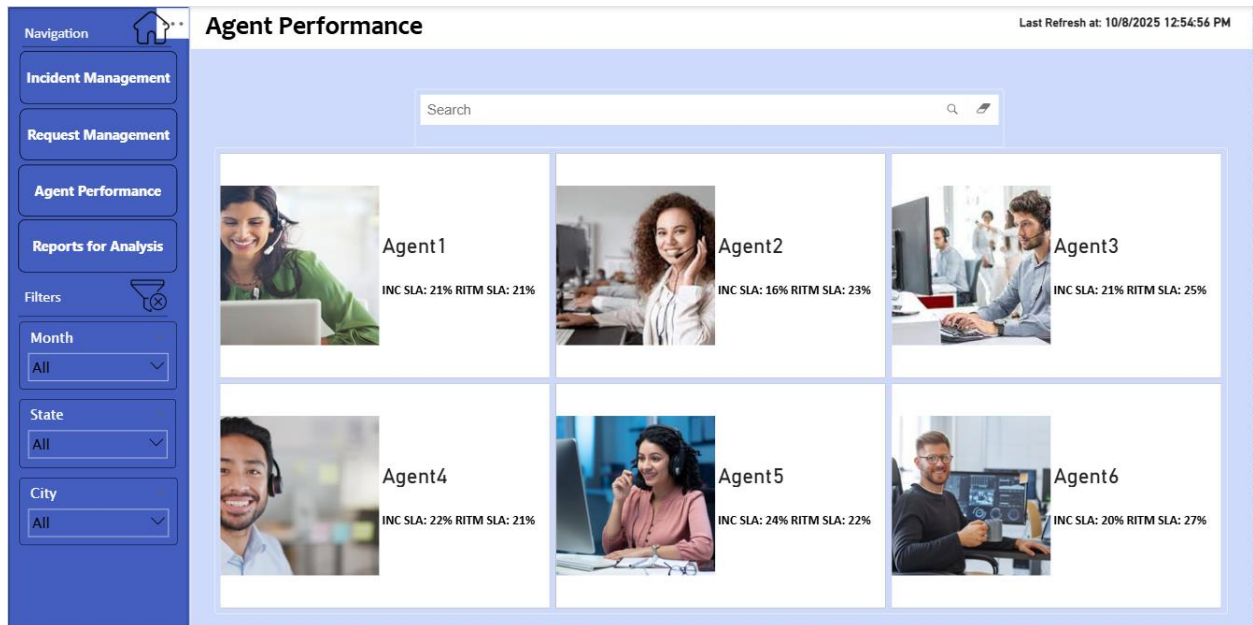 Navigation
Agent Performance
Last Refresh at: 10/8/2025 12:54:56 PM
Incident Management
Request Management
Agent Performance
Reports for Analysis
Filters
Month
All
State
All
City
All
Search
Agent1
INC SLA: 21% RITM SLA: 21%
Agent2
INC SLA: 16% RITM SLA: 23%
Agent3
INC SLA: 21% RITM SLA: 25%
Agent4
INC SLA: 22% RITM SLA: 21%
Agent5
INC SLA: 24% RITM SLA: 22%
Agent6
INC SLA: 20% RITM SLA: 27%